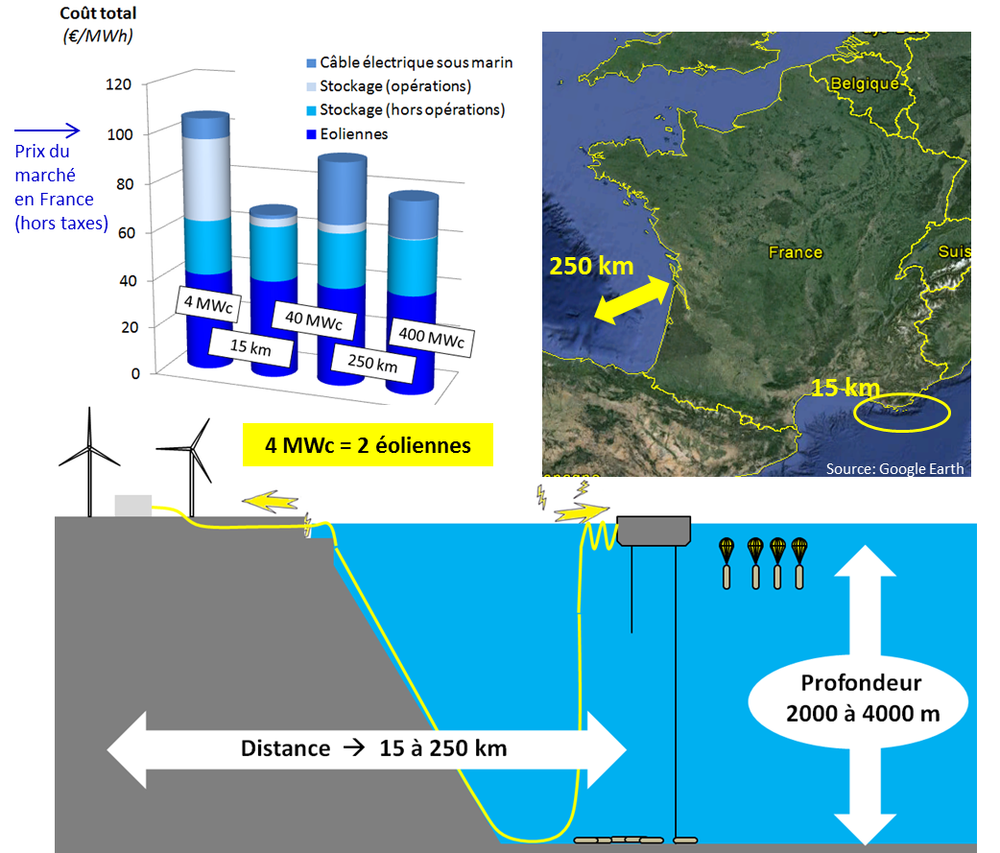 Coût total
(€/MWh)
Câble électrique sous marin
Stockage (opérations)
Stockage (hors opérations)
Eoliennes
120
100
80
60
40
20
0
Prix du
marché
en France
(hors taxes)
4 MWc
15 km
40 MWc
250 km
400 MWc
Belgique
France
Suis
250 km
15 km
Source: Google Earth
4 MWc = 2 éoliennes
Profondeur
2000 à 4000 m
Distance → 15 à 250 km